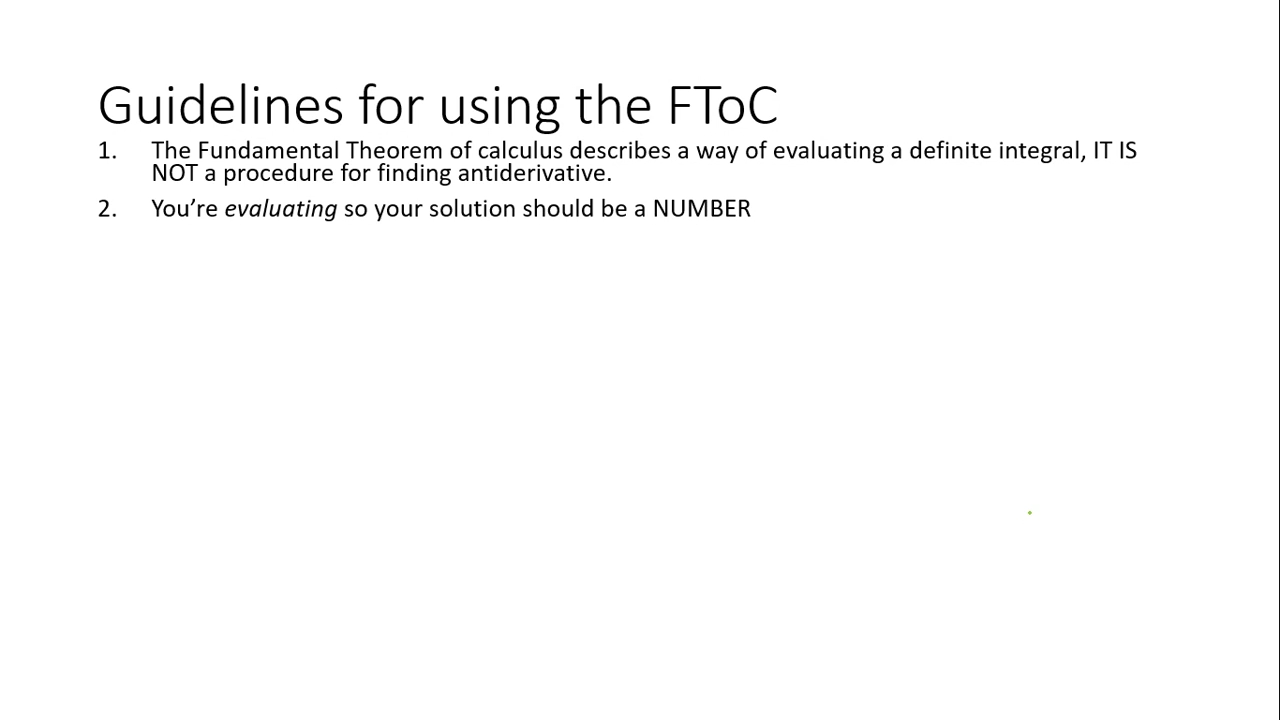 Guidelines for using the FToC
1. The Fundamental Theorem of calculus describes a way of evaluating a definite integral, IT IS
NOT a procedure for finding antiderivative.
2. You’re evaluating so your solution should be a NUMBER